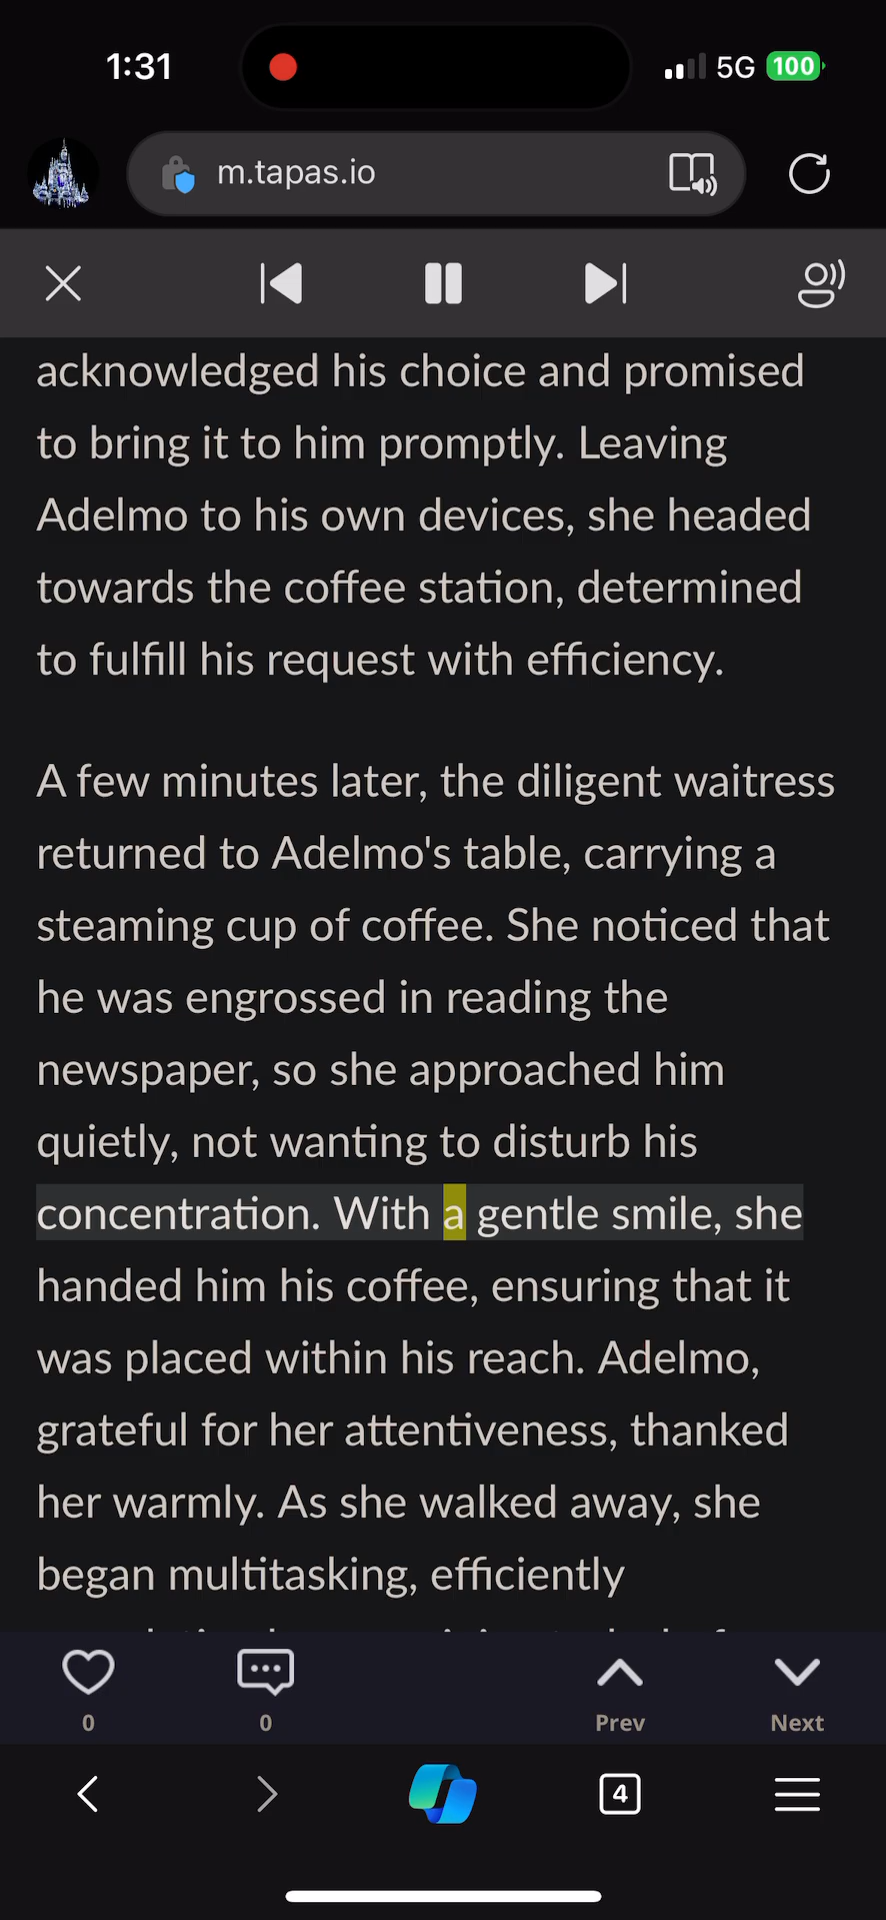 1:31
5G
100
m.tapas.io
acknowledged his choice and promised
to bring it to him promptly. Leaving
Adelmo to his own devices, she headed
towards the coffee station, determined
to fulfill his request with efficiency.
A few minutes later, the diligent waitress
returned to Adelmo's table, carrying a
steaming cup of coffee. She noticed that
he was engrossed in reading the
newspaper, so she approached him
quietly, not wanting to disturb his
concentration. With a gentle smile, she
handed him his coffee, ensuring that it
was placed within his reach. Adelmo,
grateful for her attentiveness, thanked
her warmly. As she walked away, she
began multitasking, efficiently
0
0
Prev
Next
4